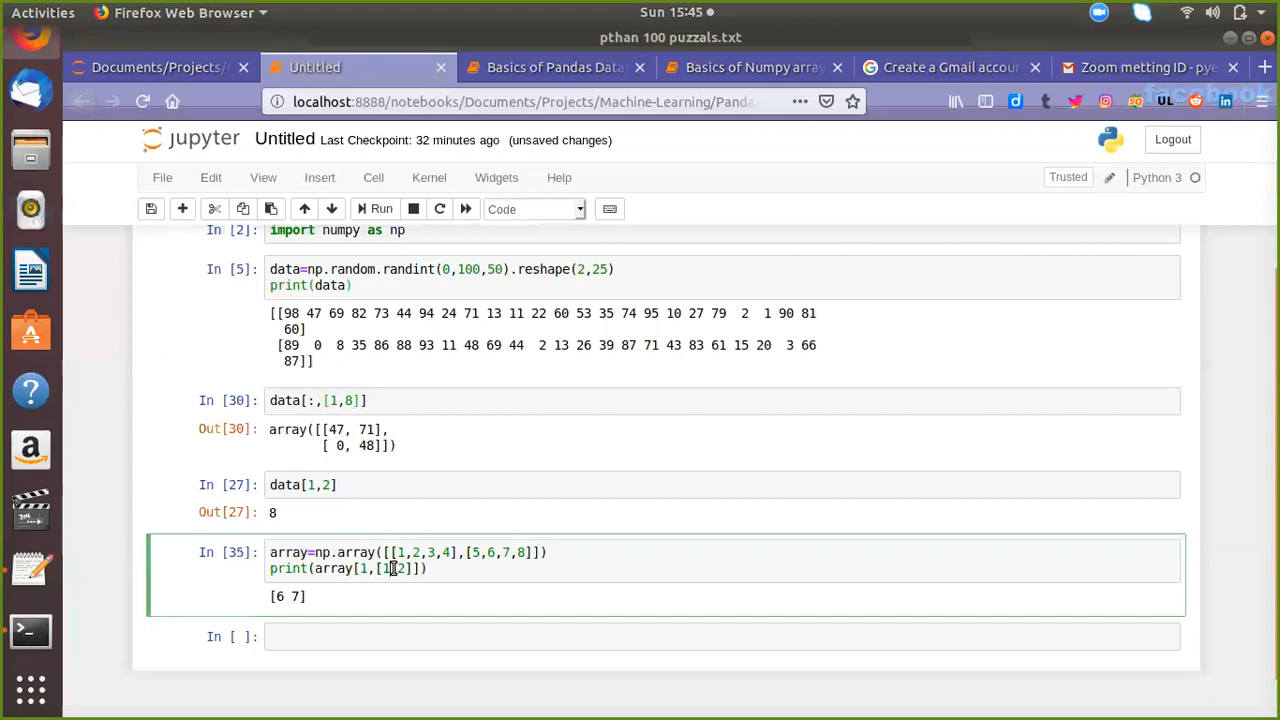 Activities Firefox Web Browser Sun 15:45
pthan 100 puzzals.txt
Documents/Projects/ Untitled Basics of Pandas Data Basics of Numpy array Create a Gmail accou Zoom metting ID - pye
localhost:8888/notebooks/Documents/Projects/Machine-Learning/Panda
facebook
jupyter Untitled Last Checkpoint: 32 minutes ago (unsaved changes) Logout
File Edit View Insert Cell Kernel Widgets Help Trusted Python 3
Run Code
In [2]: import numpy as np
In [5]: data=np.random.randint(0,100,50).reshape(2,25)
print(data)
[[98 47 69 82 73 44 94 24 71 13 11 22 60 53 35 74 95 10 27 79 2 1 90 81
60]
[89 0 8 35 86 88 93 11 48 69 44 2 13 26 39 87 71 43 83 61 15 20 3 66
87]]
In [30]: data[:,[1,8]]
Out[30]: array([[47, 71],
[ 0, 48]])
In [27]: data[1,2]
Out[27]: 8
In [35]: array=np.array([[1,2,3,4],[5,6,7,8]])
print(array[1,[1,2]])
[6 7]
In [ ]: